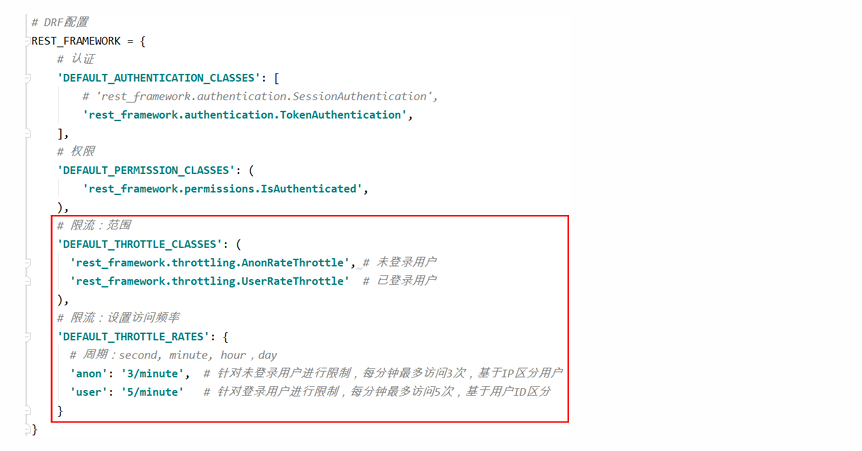 # DRF配置
REST_FRAMEWORK = {
# 认证
'DEFAULT_AUTHENTICATION_CLASSES': [
# 'rest_framework.authentication.SessionAuthentication',
'rest_framework.authentication.TokenAuthentication',
],
# 权限
'DEFAULT_PERMISSION_CLASSES': (
'rest_framework.permissions.IsAuthenticated',
),
# 限流：范围
'DEFAULT_THROTTLE_CLASSES': (
'rest_framework.throttling.AnonRateThrottle', # 未登录用户
'rest_framework.throttling.UserRateThrottle' # 已登录用户
),
# 限流：设置访问频率
'DEFAULT_THROTTLE_RATES': {
# 周期：second, minute, hour，day
'anon': '3/minute', # 针对未登录用户进行限制，每分钟最多访问3次，基于IP区分用户
'user': '5/minute' # 针对登录用户进行限制，每分钟最多访问5次，基于用户ID区分
}
}